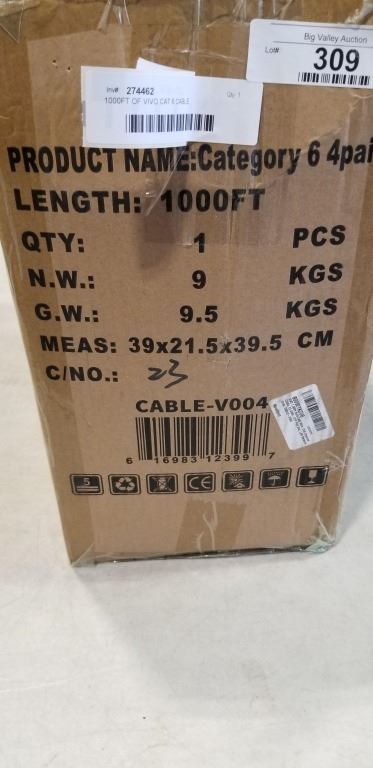 Big Valley Auction
Lot#: 309
Inv#: 274462 Qty: 1
1000FT OF VIVO CAT 6 CABLE
PRODUCT NAME:Category 6 4pai
LENGTH: 1000FT
QTY: 1 PCS
N.W.: 9 KGS
G.W.: 9.5 KGS
MEAS: 39x21.5x39.5 CM
C/NO.: 23
CABLE-V004
6 16983 12399 7
5
CE